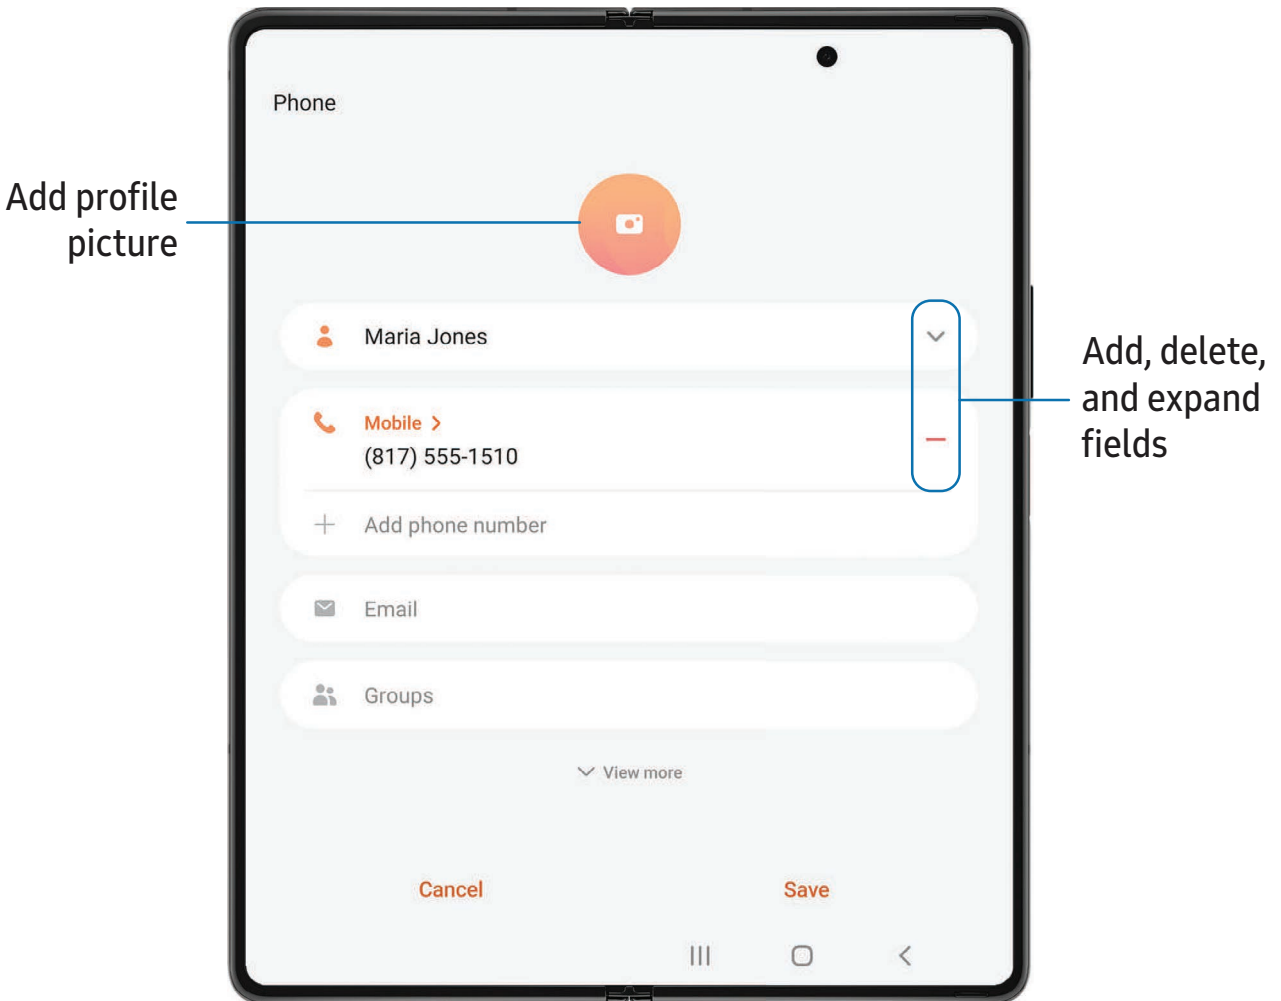 Phone
Add profile
picture
Maria Jones
Mobile >
(817) 555-1510
Add phone number
Email
Groups
View more
Cancel
Save
Add, delete,
and expand
fields